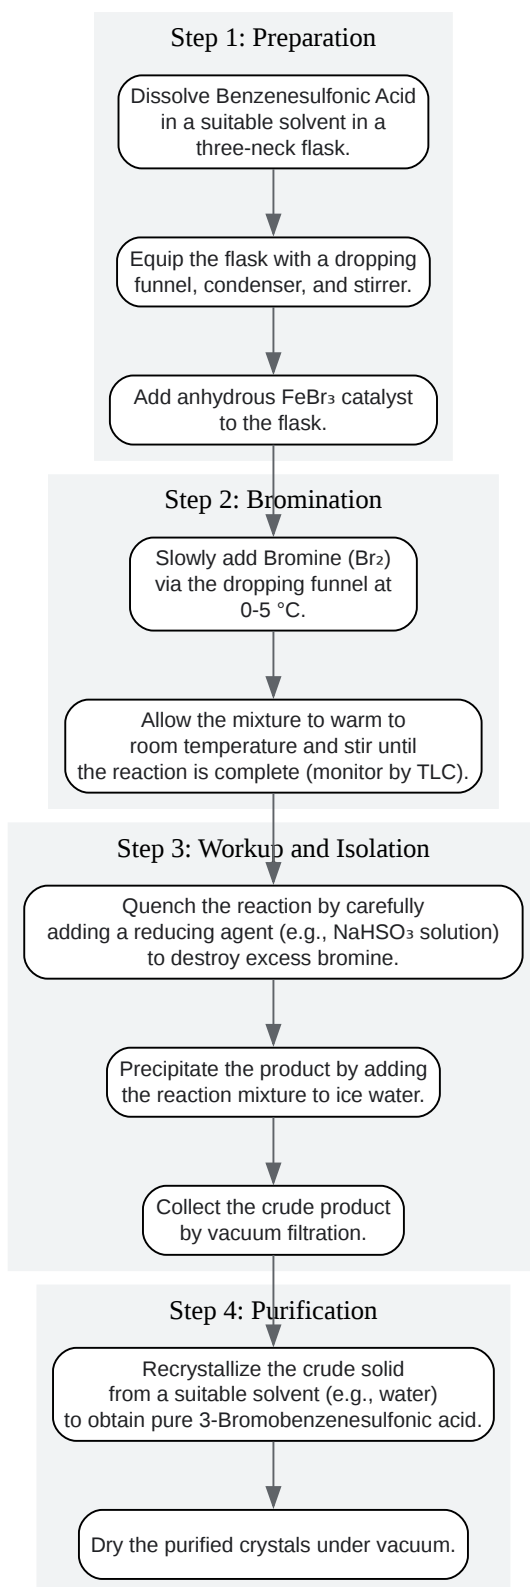 Step 1: Preparation
Dissolve Benzenesulfonic Acid
in a suitable solvent in a
three-neck flask.
Equip the flask with a dropping
funnel, condenser, and stirrer.
Add anhydrous FeBr₃ catalyst
to the flask.
Step 2: Bromination
Slowly add Bromine (Br₂)
via the dropping funnel at
0-5 °C.
Allow the mixture to warm to
room temperature and stir until
the reaction is complete (monitor by TLC).
Step 3: Workup and Isolation
Quench the reaction by carefully
adding a reducing agent (e.g., NaHSO₃ solution)
to destroy excess bromine.
Precipitate the product by adding
the reaction mixture to ice water.
Collect the crude product
by vacuum filtration.
Step 4: Purification
Recrystallize the crude solid
from a suitable solvent (e.g., water)
to obtain pure 3-Bromobenzenesulfonic acid.
Dry the purified crystals under vacuum.